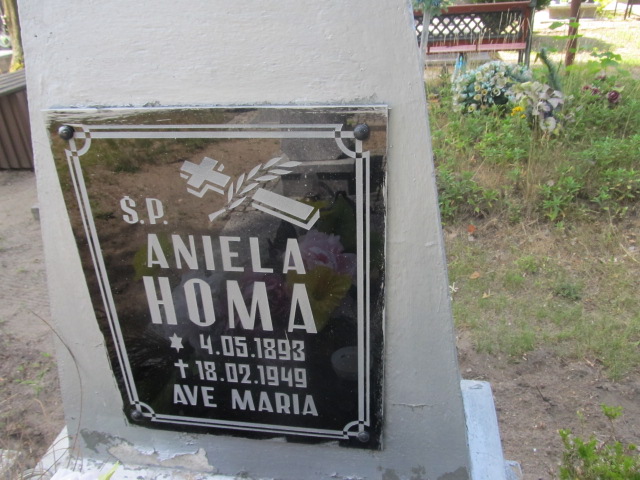 Ś.P.
ANIELA
HOMA
* 4.05.1893
† 18.02.1949
AVE MARIA